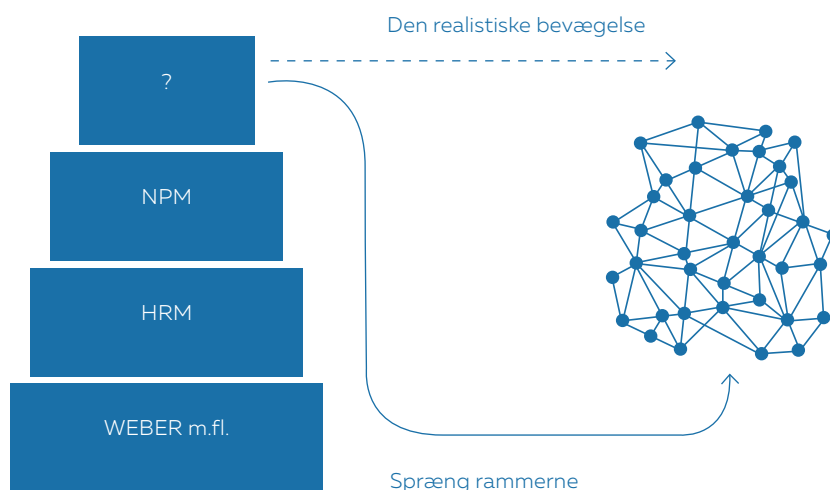 Den realistiske bevægelse
?
NPM
HRM
WEBER m.fl.
Spræng rammerne